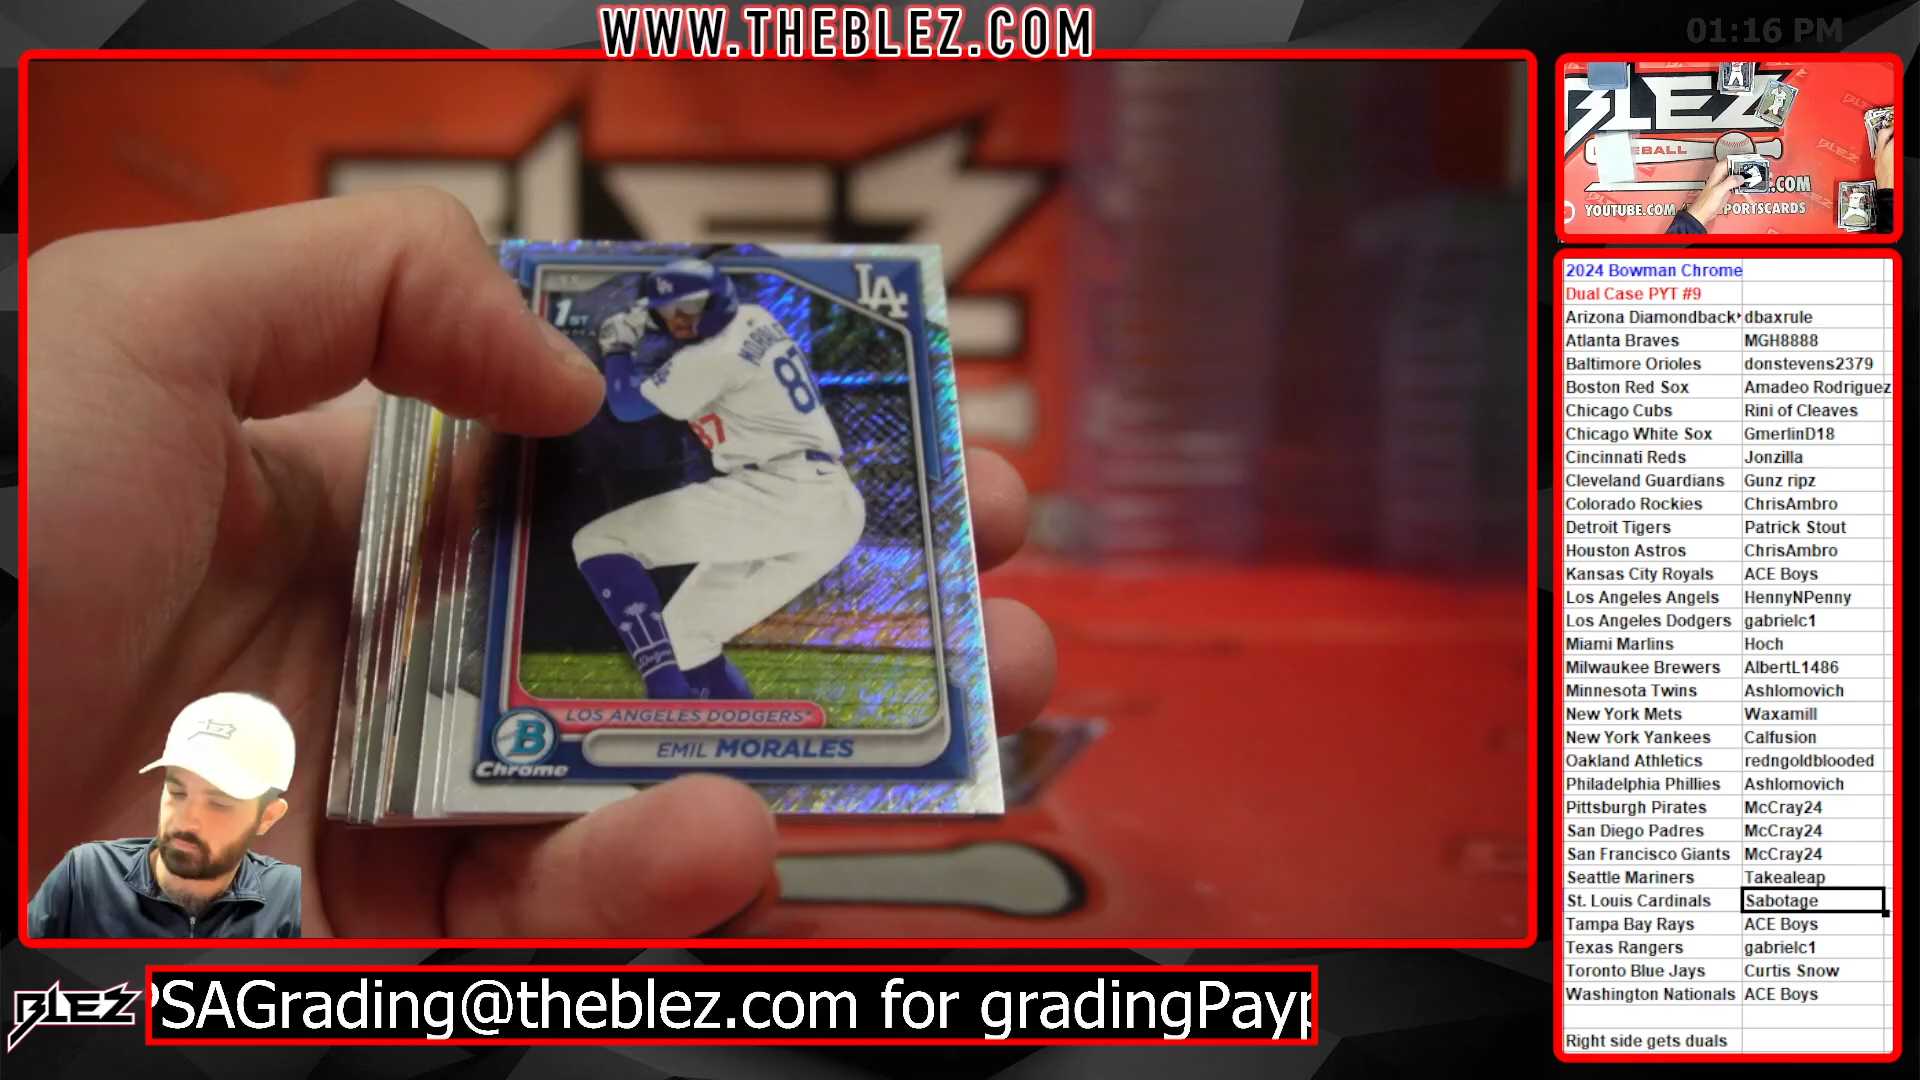 WWW.THEBLEZ.COM
01:16 PM
BLEZ
LA
1ST
MORALES
87
37
LOS ANGELES DODGERS
EMIL MORALES
B
Chrome
YOUTUBE.COM
PORTSCARDS
2024 Bowman Chrome
Dual Case PYT #9
Arizona Diamondback dbaxrule
Atlanta Braves MGH8888
Baltimore Orioles donstevens2379
Boston Red Sox Amadeo Rodriguez
Chicago Cubs Rini of Cleaves
Chicago White Sox GmerlinD18
Cincinnati Reds Jonzilla
Cleveland Guardians Gunz ripz
Colorado Rockies ChrisAmbro
Detroit Tigers Patrick Stout
Houston Astros ChrisAmbro
Kansas City Royals ACE Boys
Los Angeles Angels HennyNPenny
Los Angeles Dodgers gabrielc1
Miami Marlins Hoch
Milwaukee Brewers AlbertL1486
Minnesota Twins Ashlomovich
New York Mets Waxamill
New York Yankees Calfusion
Oakland Athletics redngoldblooded
Philadelphia Phillies Ashlomovich
Pittsburgh Pirates McCray24
San Diego Padres McCray24
San Francisco Giants McCray24
Seattle Mariners Takealeap
St. Louis Cardinals Sabotage
Tampa Bay Rays ACE Boys
Texas Rangers gabrielc1
Toronto Blue Jays Curtis Snow
Washington Nationals ACE Boys
Right side gets duals
BLEZ
PSAGrading@theblez.com for gradingPayp